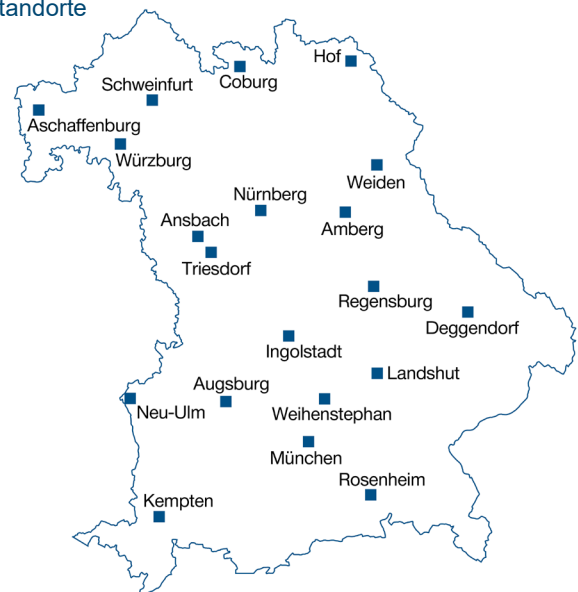 tandorte
Hof
Coburg
Schweinfurt
Aschaffenburg
Würzburg
Weiden
Nürnberg
Ansbach
Amberg
Triesdorf
Regensburg
Deggendorf
Ingolstadt
Landshut
Augsburg
Neu-Ulm
Weihenstephan
München
Rosenheim
Kempten